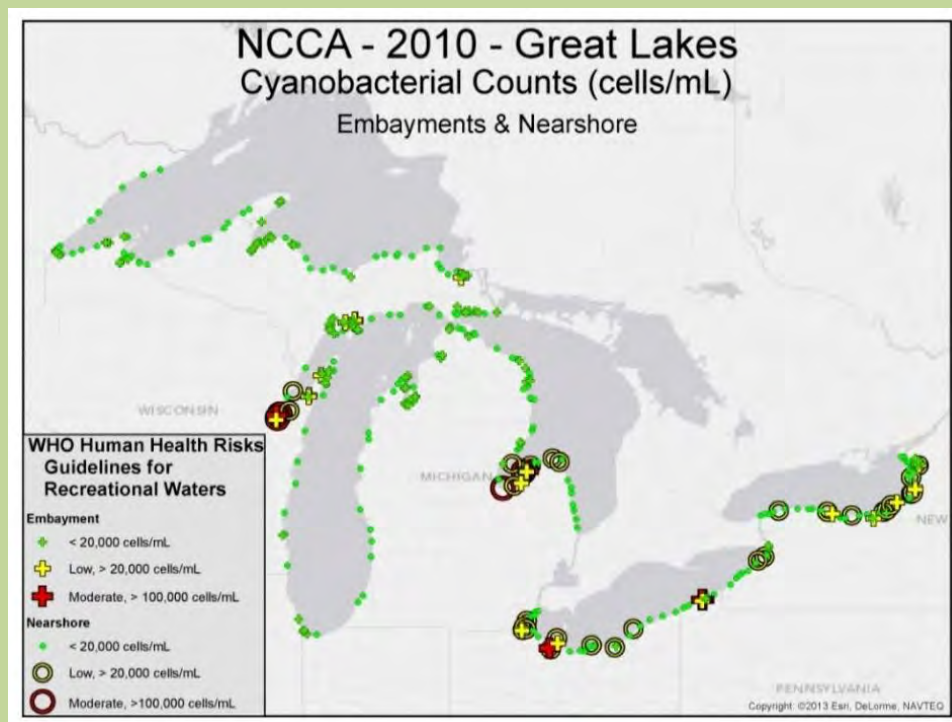 NCCA - 2010 - Great Lakes
Cyanobacterial Counts (cells/mL)
Embayments & Nearshore
WISCONSIN
MICHIGAN
NEW
PENNSYLVANIA
WHO Human Health Risks
Guidelines for
Recreational Waters
Embayment
< 20,000 cells/mL
Low, > 20,000 cells/mL
Moderate, > 100,000 cells/mL
Nearshore
< 20,000 cells/mL
Low, > 20,000 cells/mL
Moderate, >100,000 cells/mL
Copyright: ©2013 Esri, DeLorme, NAVTEQ